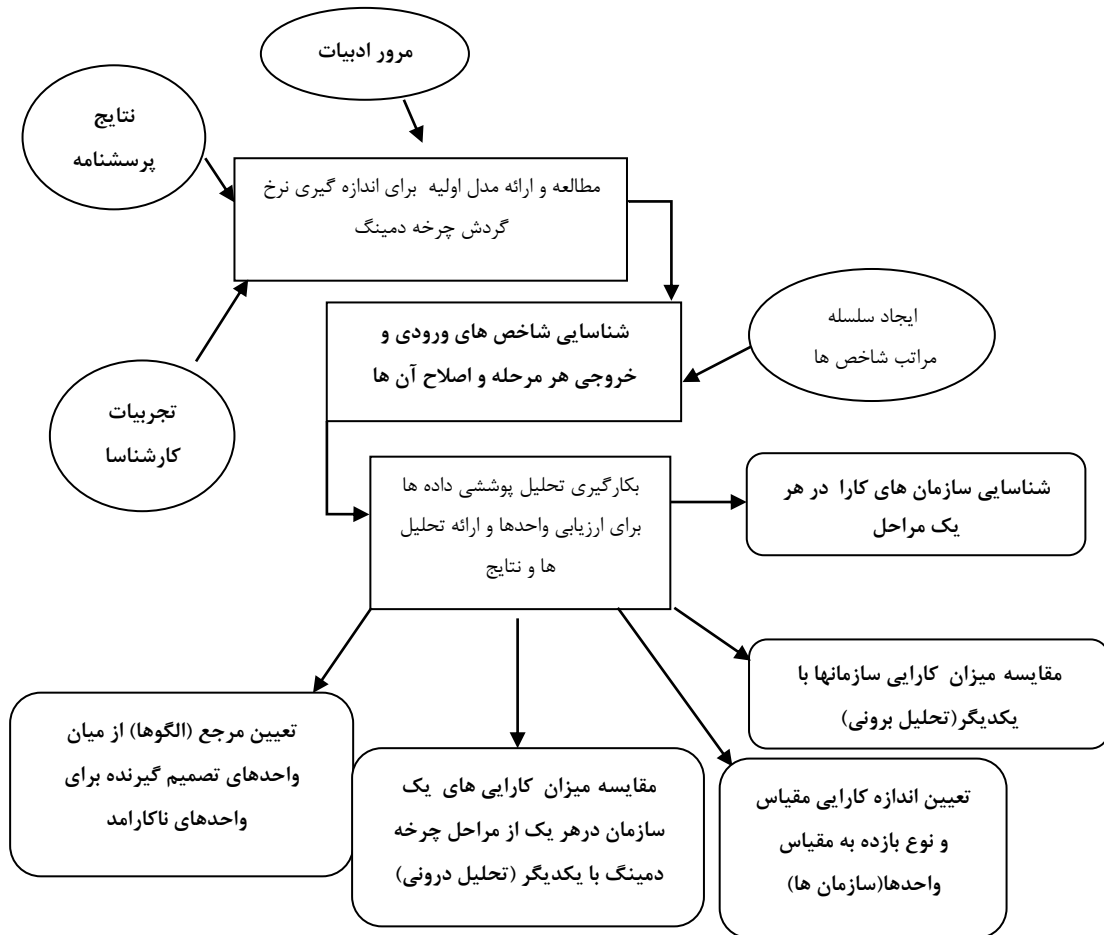 مرور ادبیات
نتایج
پرسشنامه
مطالعه و ارائه مدل اولیه برای اندازه گیری نرخ
گردش چرخه دمینگ
تجربیات
کارشناسا
شناسایی شاخص های ورودی و
خروجی هر مرحله و اصلاح آن ها
ایجاد سلسله
مراتب شاخص ها
بکارگیری تحلیل پوششی داده ها
برای ارزیابی واحدها و ارائه تحلیل
ها و نتایج
شناسایی سازمان های کارا در هر
یک مراحل
مقایسه میزان کارایی سازمانها با
یکدیگر(تحلیل برونی)
تعیین اندازه کارایی مقیاس
و نوع بازده به مقیاس
واحدها(سازمان ها)
مقایسه میزان کارایی های یک
سازمان درهر یک از مراحل چرخه
دمینگ با یکدیگر (تحلیل درونی)
تعیین مرجع (الگوها) از میان
واحدهای تصمیم گیرنده برای
واحدهای ناکارامد